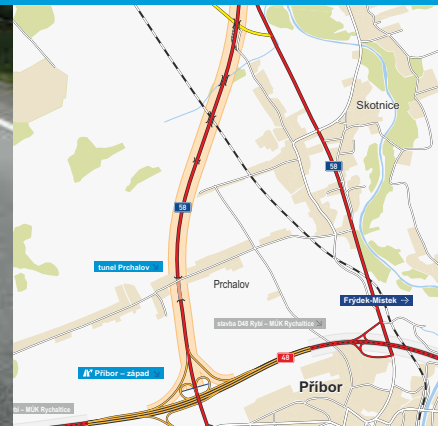 Skotnice
58
58
tunel Prchalov
Prchalov
Frýdek-Místek →
stavba D48 Rybí – MÚK Rychaltice
48
Příbor – západ
Příbor
bí – MÚK Rychaltice